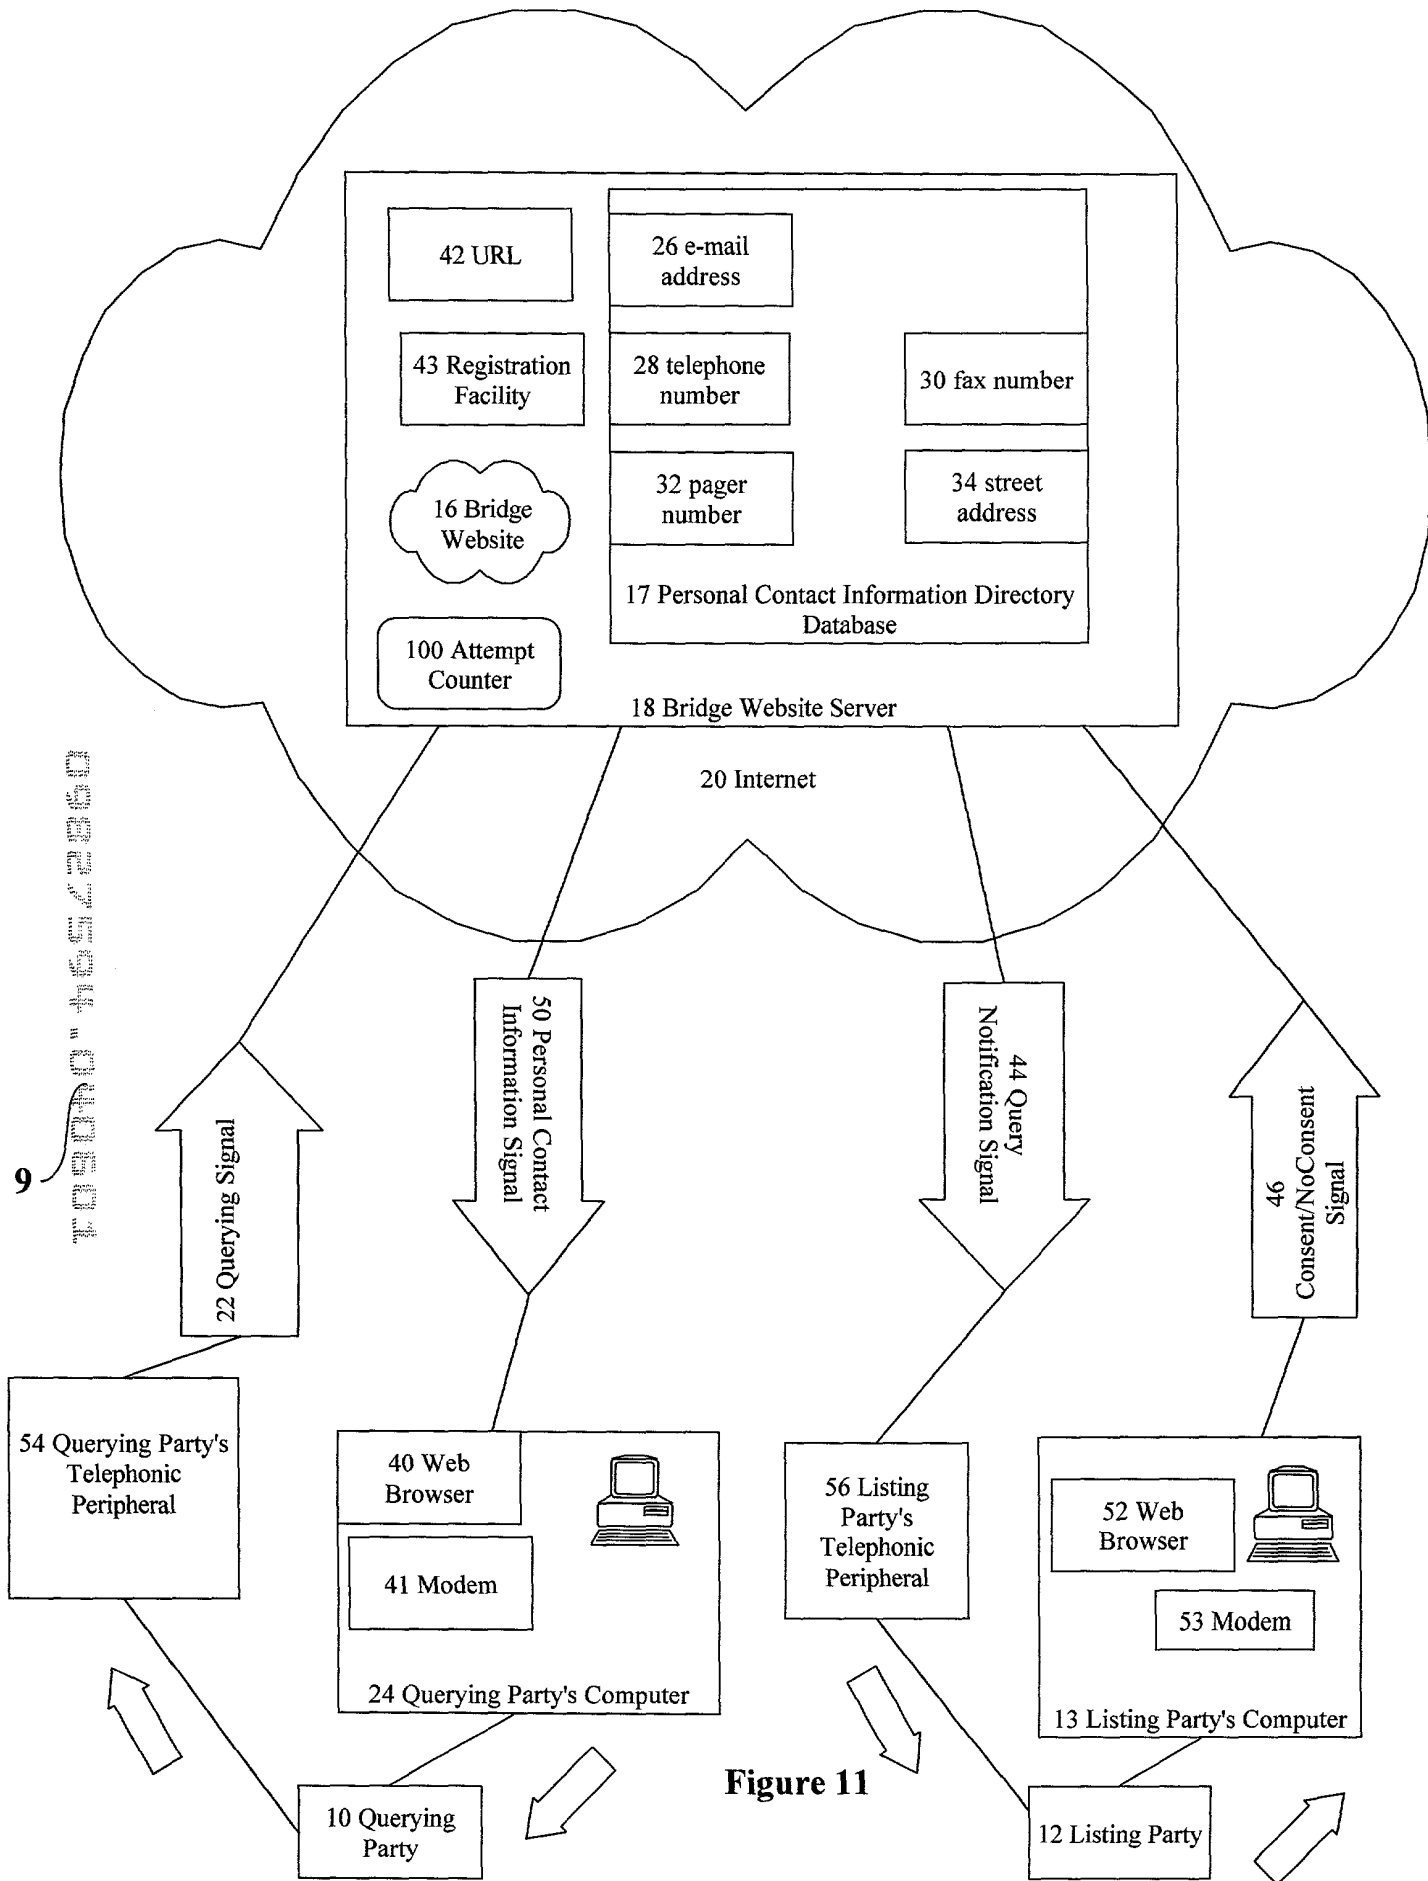 42 URL
26 e-mail
address
43 Registration
Facility
28 telephone
number
30 fax number
16 Bridge
Website
32 pager
number
34 street
address
17 Personal Contact Information Directory
Database
100 Attempt
Counter
18 Bridge Website Server
20 Internet
09827594.040501
9
22 Querying Signal
50 Personal Contact
Information Signal
44 Query
Notification Signal
46
Consent/NoConsent
Signal
54 Querying Party's
Telephonic
Peripheral
40 Web
Browser
41 Modem
24 Querying Party's Computer
56 Listing
Party's
Telephonic
Peripheral
52 Web
Browser
53 Modem
13 Listing Party's Computer
10 Querying
Party
12 Listing Party
Figure 11